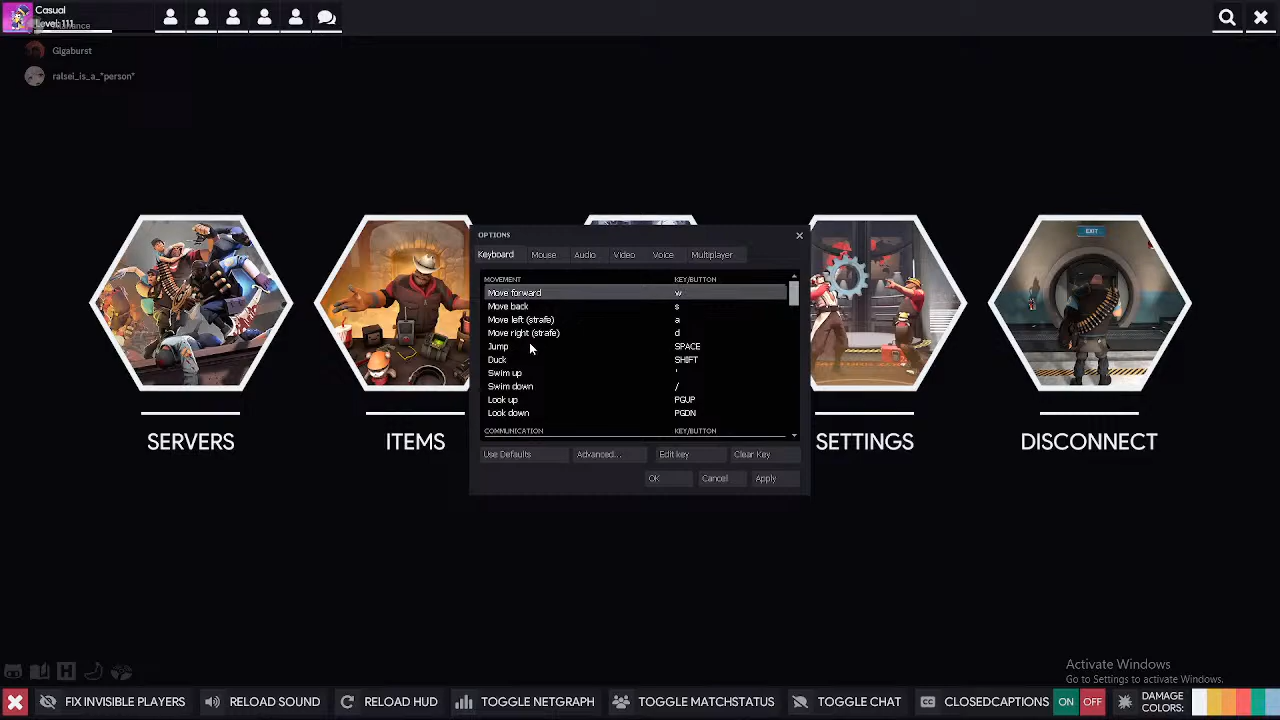 Casual
Level: 111
Gigaburst
ralsei_is_a_*person*
EXIT
OPTIONS
Keyboard Mouse Audio Video Voice Multiplayer
MOVEMENT KEY/BUTTON
Move forward w
Move back s
Move left (strafe) a
Move right (strafe) d
Jump SPACE
Duck SHIFT
Swim up '
Swim down /
Look up PGUP
Look down PGDN
COMMUNICATION KEY/BUTTON
Use Defaults Advanced... Edit key Clear Key
OK Cancel Apply
SERVERS ITEMS SETTINGS DISCONNECT
Activate Windows
Go to Settings to activate Windows.
FIX INVISIBLE PLAYERS RELOAD SOUND RELOAD HUD TOGGLE NETGRAPH TOGGLE MATCHSTATUS TOGGLE CHAT CLOSEDCAPTIONS ON OFF DAMAGE
COLORS: